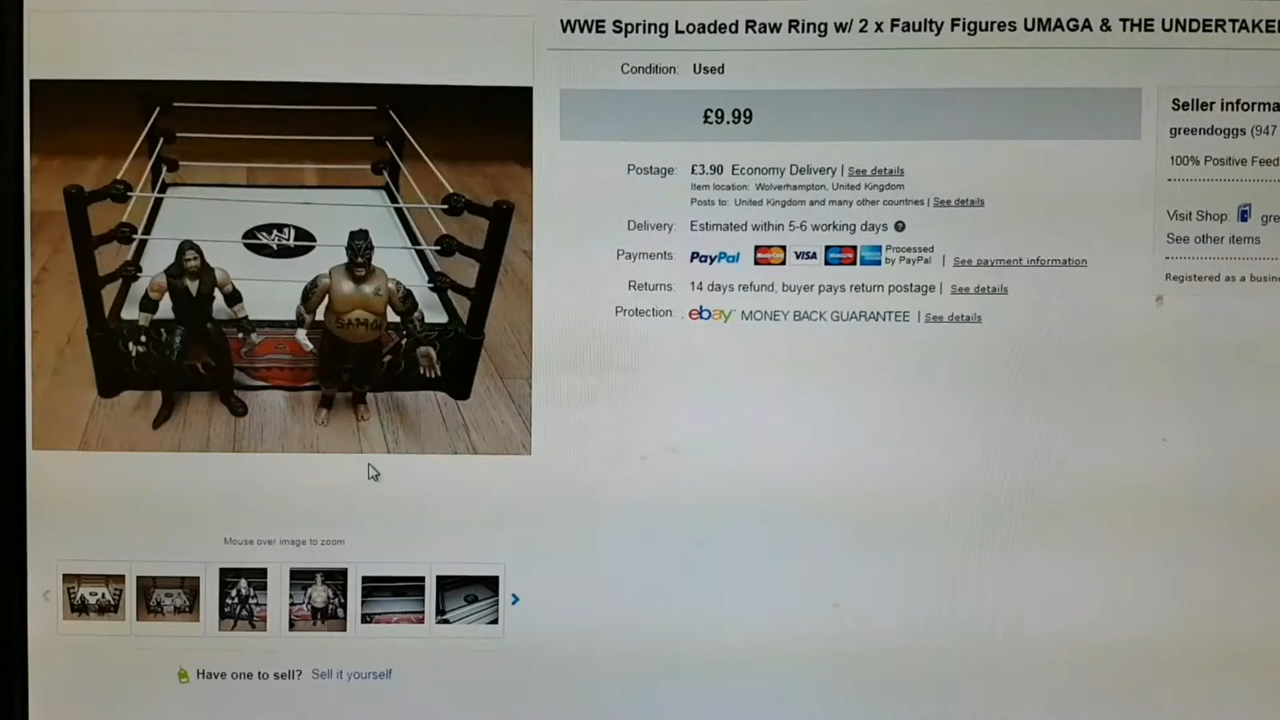 WWE Spring Loaded Raw Ring w/ 2 x Faulty Figures UMAGA & THE UNDERTAKE
Condition: Used
£9.99
Postage: £3.90 Economy Delivery | See details
Item location: Wolverhampton, United Kingdom
Posts to: United Kingdom and many other countries | See details
Delivery: Estimated within 5-6 working days
Payments: PayPal MasterCard VISA Processed by PayPal | See payment information
Returns: 14 days refund, buyer pays return postage | See details
Protection: ebay MONEY BACK GUARANTEE | See details
Seller informa
greendoggs (947
100% Positive Feed
Visit Shop: gre
See other items
Registered as a busin
W
SAMOA
Mouse over image to zoom
Have one to sell? Sell it yourself